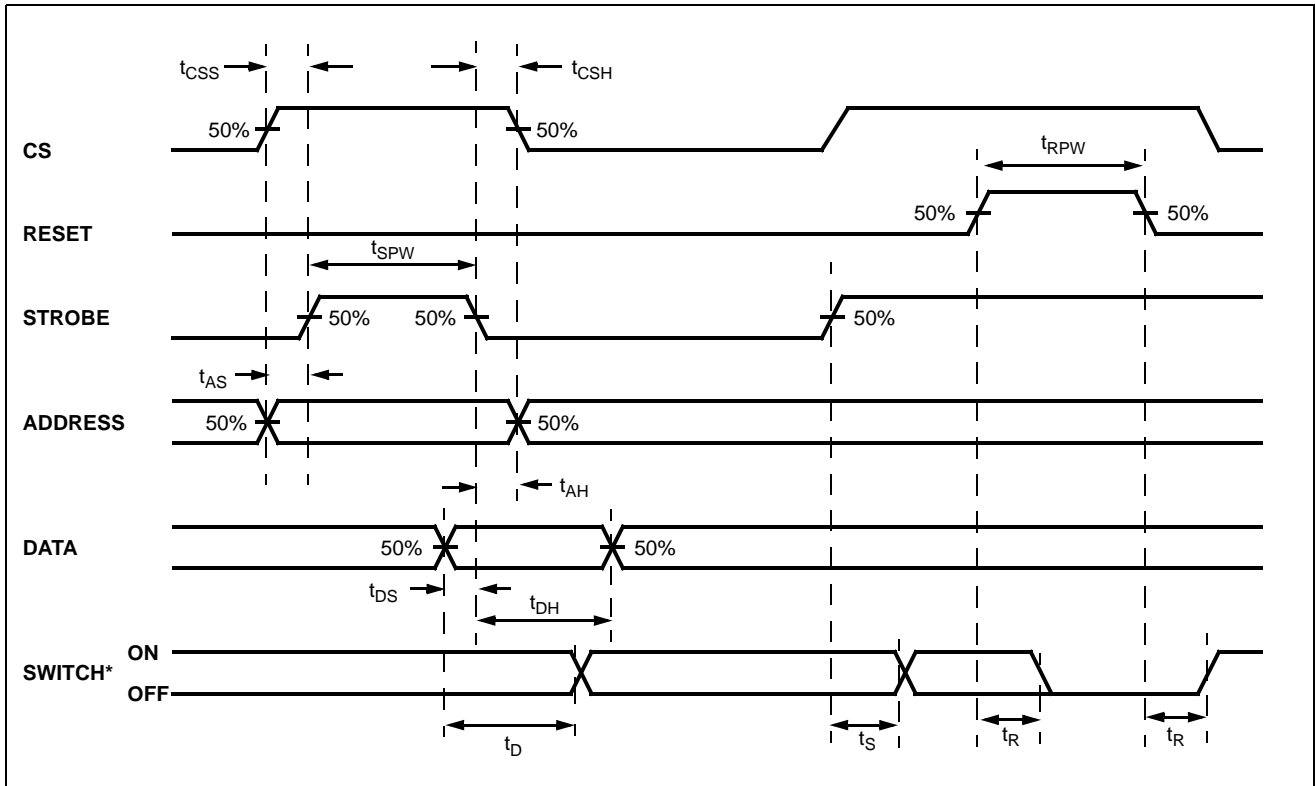 tCSS
tCSH
50%
50%
CS
tRPW
50%
50%
RESET
tSPW
STROBE
50%
50%
50%
tAS
ADDRESS
50%
50%
tAH
DATA
50%
50%
tDS
tDH
SWITCH*
ON
OFF
tD
tS
tR
tR